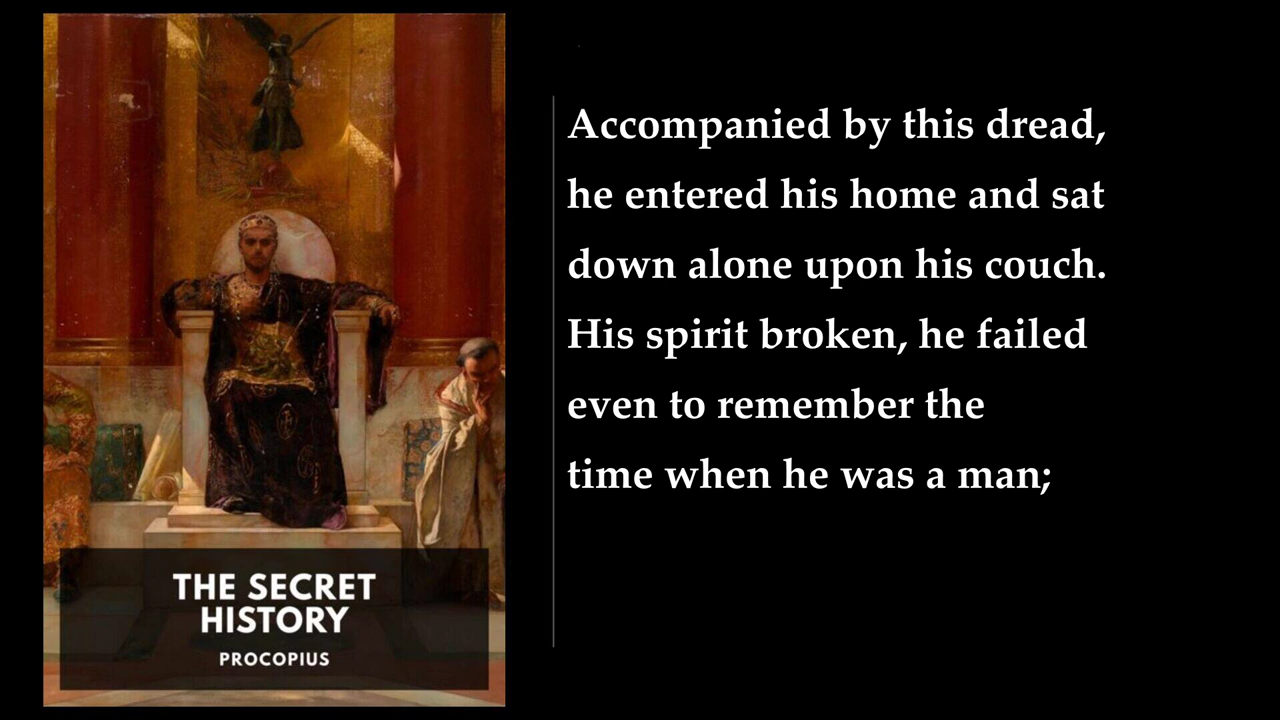 THE SECRET
HISTORY
PROCOPIUS
Accompanied by this dread,
he entered his home and sat
down alone upon his couch.
His spirit broken, he failed
even to remember the
time when he was a man;